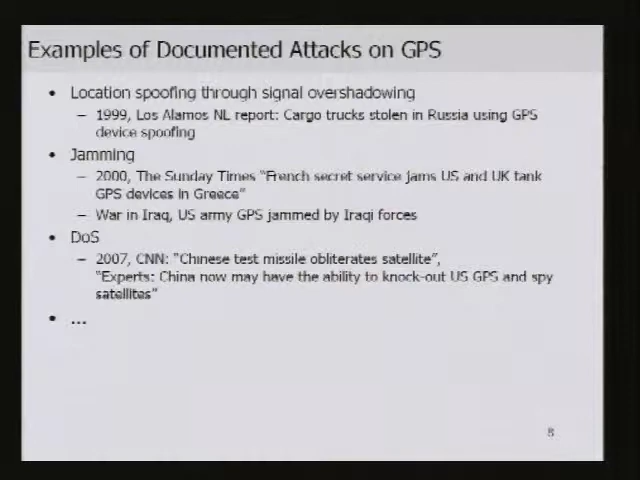 Examples of Documented Attacks on GPS
• Location spoofing through signal overshadowing
– 1999, Los Alamos NL report: Cargo trucks stolen in Russia using GPS
device spoofing
• Jamming
– 2000, The Sunday Times "French secret service jams US and UK tank
GPS devices in Greece"
– War in Iraq, US army GPS jammed by Iraqi forces
• DoS
– 2007, CNN: "Chinese test missile obliterates satellite",
"Experts: China now may have the ability to knock-out US GPS and spy
satellites"
• ...
8